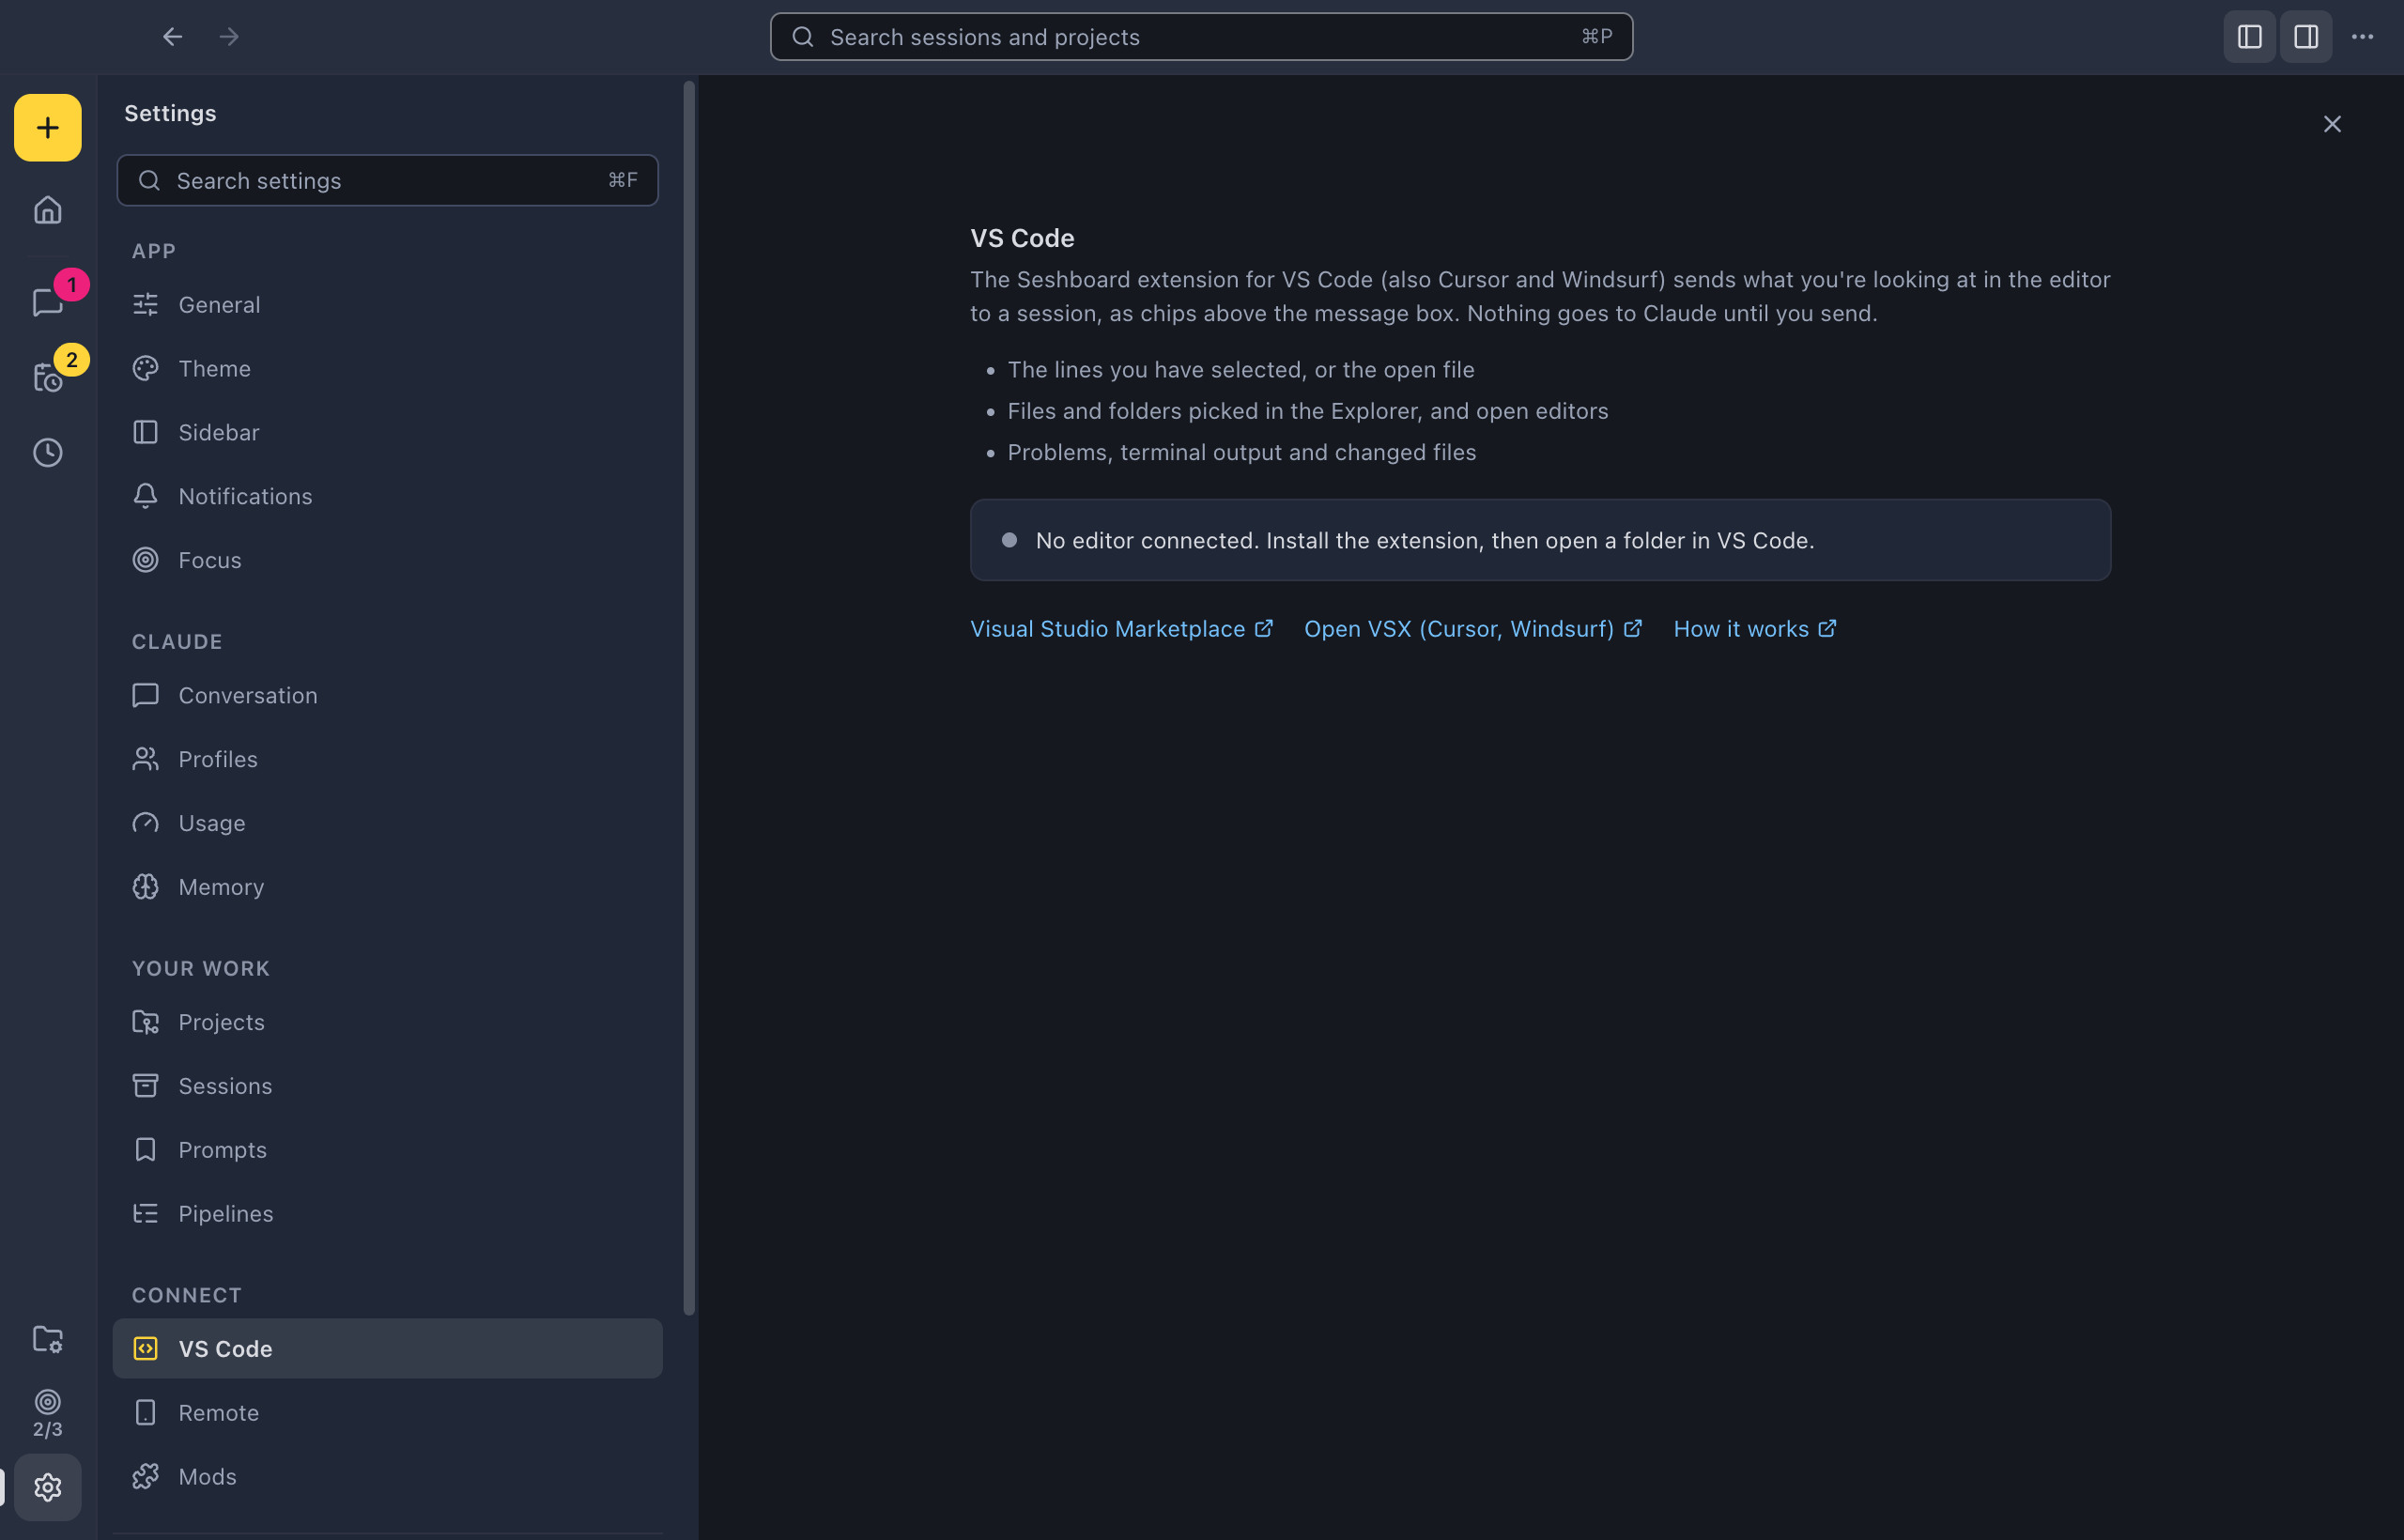 Search sessions and projects ⌘P
Settings
Search settings ⌘F
APP
General
Theme
Sidebar
Notifications
Focus
CLAUDE
Conversation
Profiles
Usage
Memory
YOUR WORK
Projects
Sessions
Prompts
Pipelines
CONNECT
VS Code
Remote
Mods
1
2
2/3
VS Code
The Seshboard extension for VS Code (also Cursor and Windsurf) sends what you're looking at in the editor
to a session, as chips above the message box. Nothing goes to Claude until you send.
• The lines you have selected, or the open file
• Files and folders picked in the Explorer, and open editors
• Problems, terminal output and changed files
No editor connected. Install the extension, then open a folder in VS Code.
Visual Studio Marketplace Open VSX (Cursor, Windsurf) How it works